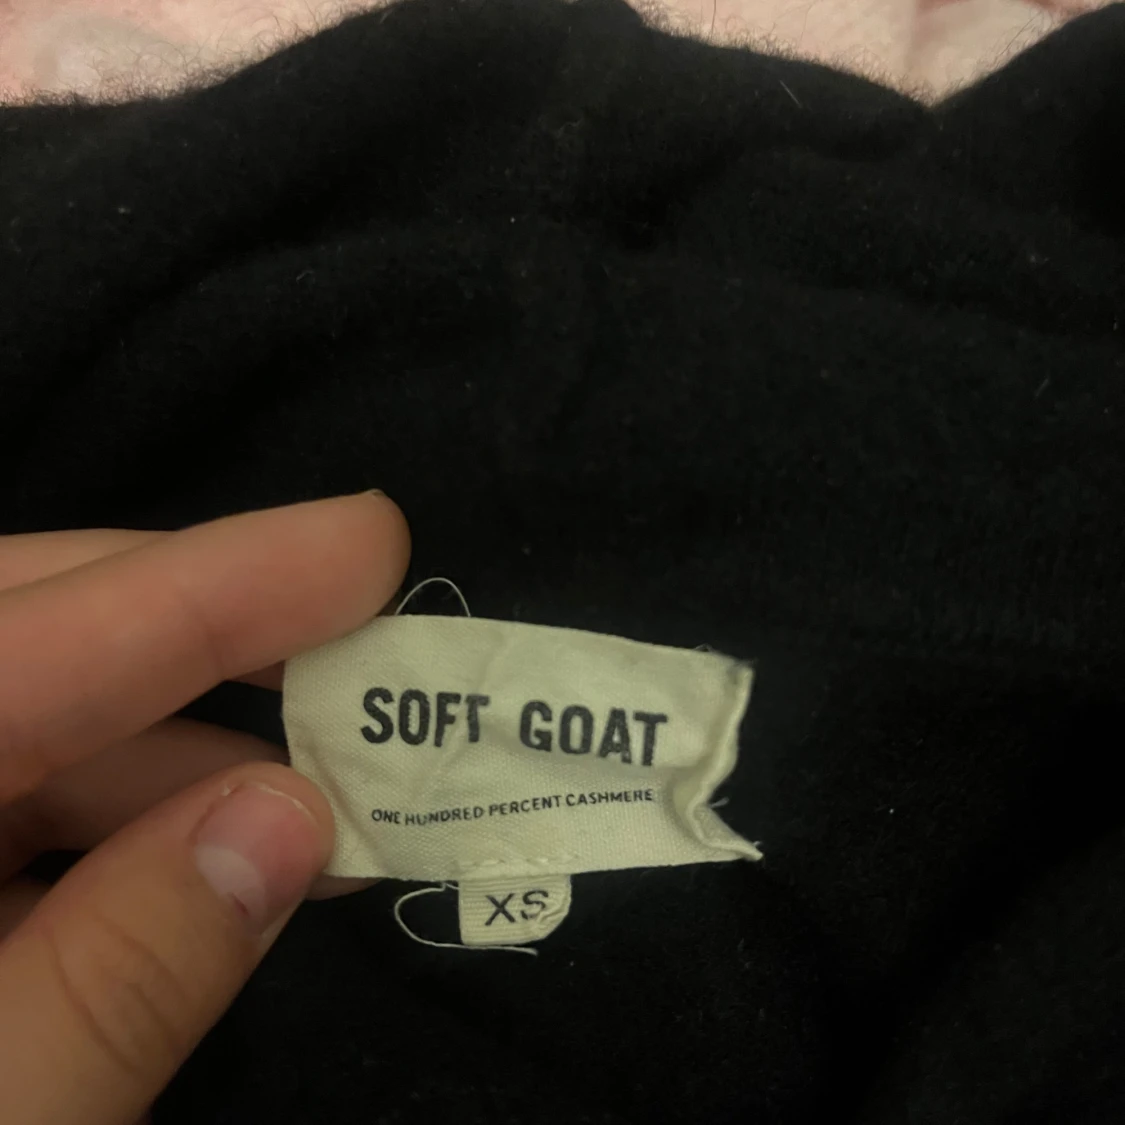 SOFT GOAT
ONE HUNDRED PERCENT CASHMERE
XS